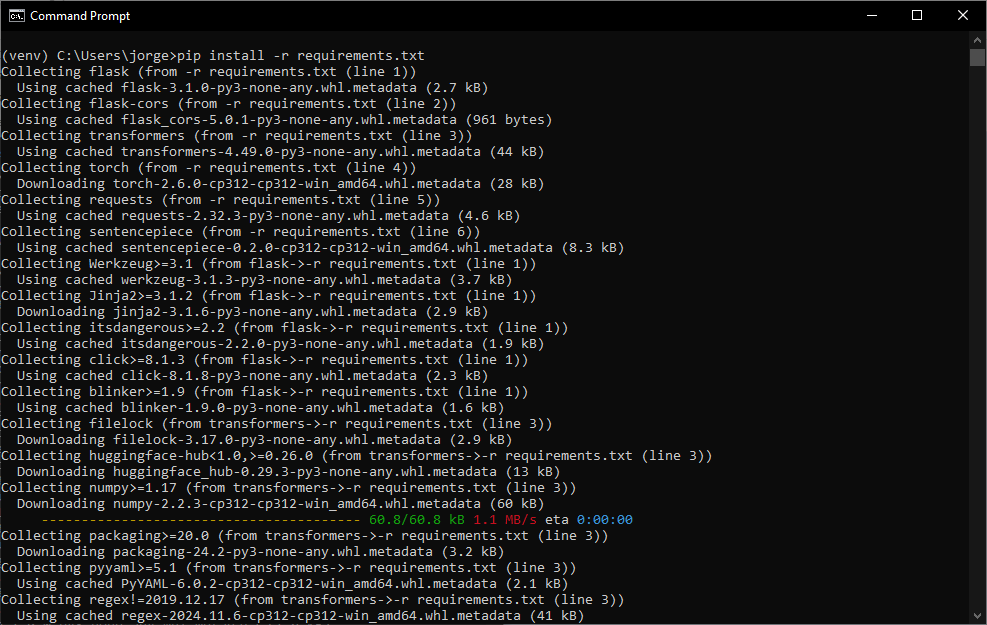 Command Prompt
(venv) C:\Users\jorge>pip install -r requirements.txt
Collecting flask (from -r requirements.txt (line 1))
  Using cached flask-3.1.0-py3-none-any.whl.metadata (2.7 kB)
Collecting flask-cors (from -r requirements.txt (line 2))
  Using cached flask_cors-5.0.1-py3-none-any.whl.metadata (961 bytes)
Collecting transformers (from -r requirements.txt (line 3))
  Using cached transformers-4.49.0-py3-none-any.whl.metadata (44 kB)
Collecting torch (from -r requirements.txt (line 4))
  Downloading torch-2.6.0-cp312-cp312-win_amd64.whl.metadata (28 kB)
Collecting requests (from -r requirements.txt (line 5))
  Using cached requests-2.32.3-py3-none-any.whl.metadata (4.6 kB)
Collecting sentencepiece (from -r requirements.txt (line 6))
  Using cached sentencepiece-0.2.0-cp312-cp312-win_amd64.whl.metadata (8.3 kB)
Collecting Werkzeug>=3.1 (from flask->-r requirements.txt (line 1))
  Using cached werkzeug-3.1.3-py3-none-any.whl.metadata (3.7 kB)
Collecting Jinja2>=3.1.2 (from flask->-r requirements.txt (line 1))
  Downloading jinja2-3.1.6-py3-none-any.whl.metadata (2.9 kB)
Collecting itsdangerous>=2.2 (from flask->-r requirements.txt (line 1))
  Using cached itsdangerous-2.2.0-py3-none-any.whl.metadata (1.9 kB)
Collecting click>=8.1.3 (from flask->-r requirements.txt (line 1))
  Using cached click-8.1.8-py3-none-any.whl.metadata (2.3 kB)
Collecting blinker>=1.9 (from flask->-r requirements.txt (line 1))
  Using cached blinker-1.9.0-py3-none-any.whl.metadata (1.6 kB)
Collecting filelock (from transformers->-r requirements.txt (line 3))
  Downloading filelock-3.17.0-py3-none-any.whl.metadata (2.9 kB)
Collecting huggingface-hub<1.0,>=0.26.0 (from transformers->-r requirements.txt (line 3))
  Downloading huggingface_hub-0.29.3-py3-none-any.whl.metadata (13 kB)
Collecting numpy>=1.17 (from transformers->-r requirements.txt (line 3))
  Downloading numpy-2.2.3-cp312-cp312-win_amd64.whl.metadata (60 kB)
     ---------------------------------------- 60.8/60.8 kB 1.1 MB/s eta 0:00:00
Collecting packaging>=20.0 (from transformers->-r requirements.txt (line 3))
  Downloading packaging-24.2-py3-none-any.whl.metadata (3.2 kB)
Collecting pyyaml>=5.1 (from transformers->-r requirements.txt (line 3))
  Using cached PyYAML-6.0.2-cp312-cp312-win_amd64.whl.metadata (2.1 kB)
Collecting regex!=2019.12.17 (from transformers->-r requirements.txt (line 3))
  Using cached regex-2024.11.6-cp312-cp312-win_amd64.whl.metadata (41 kB)